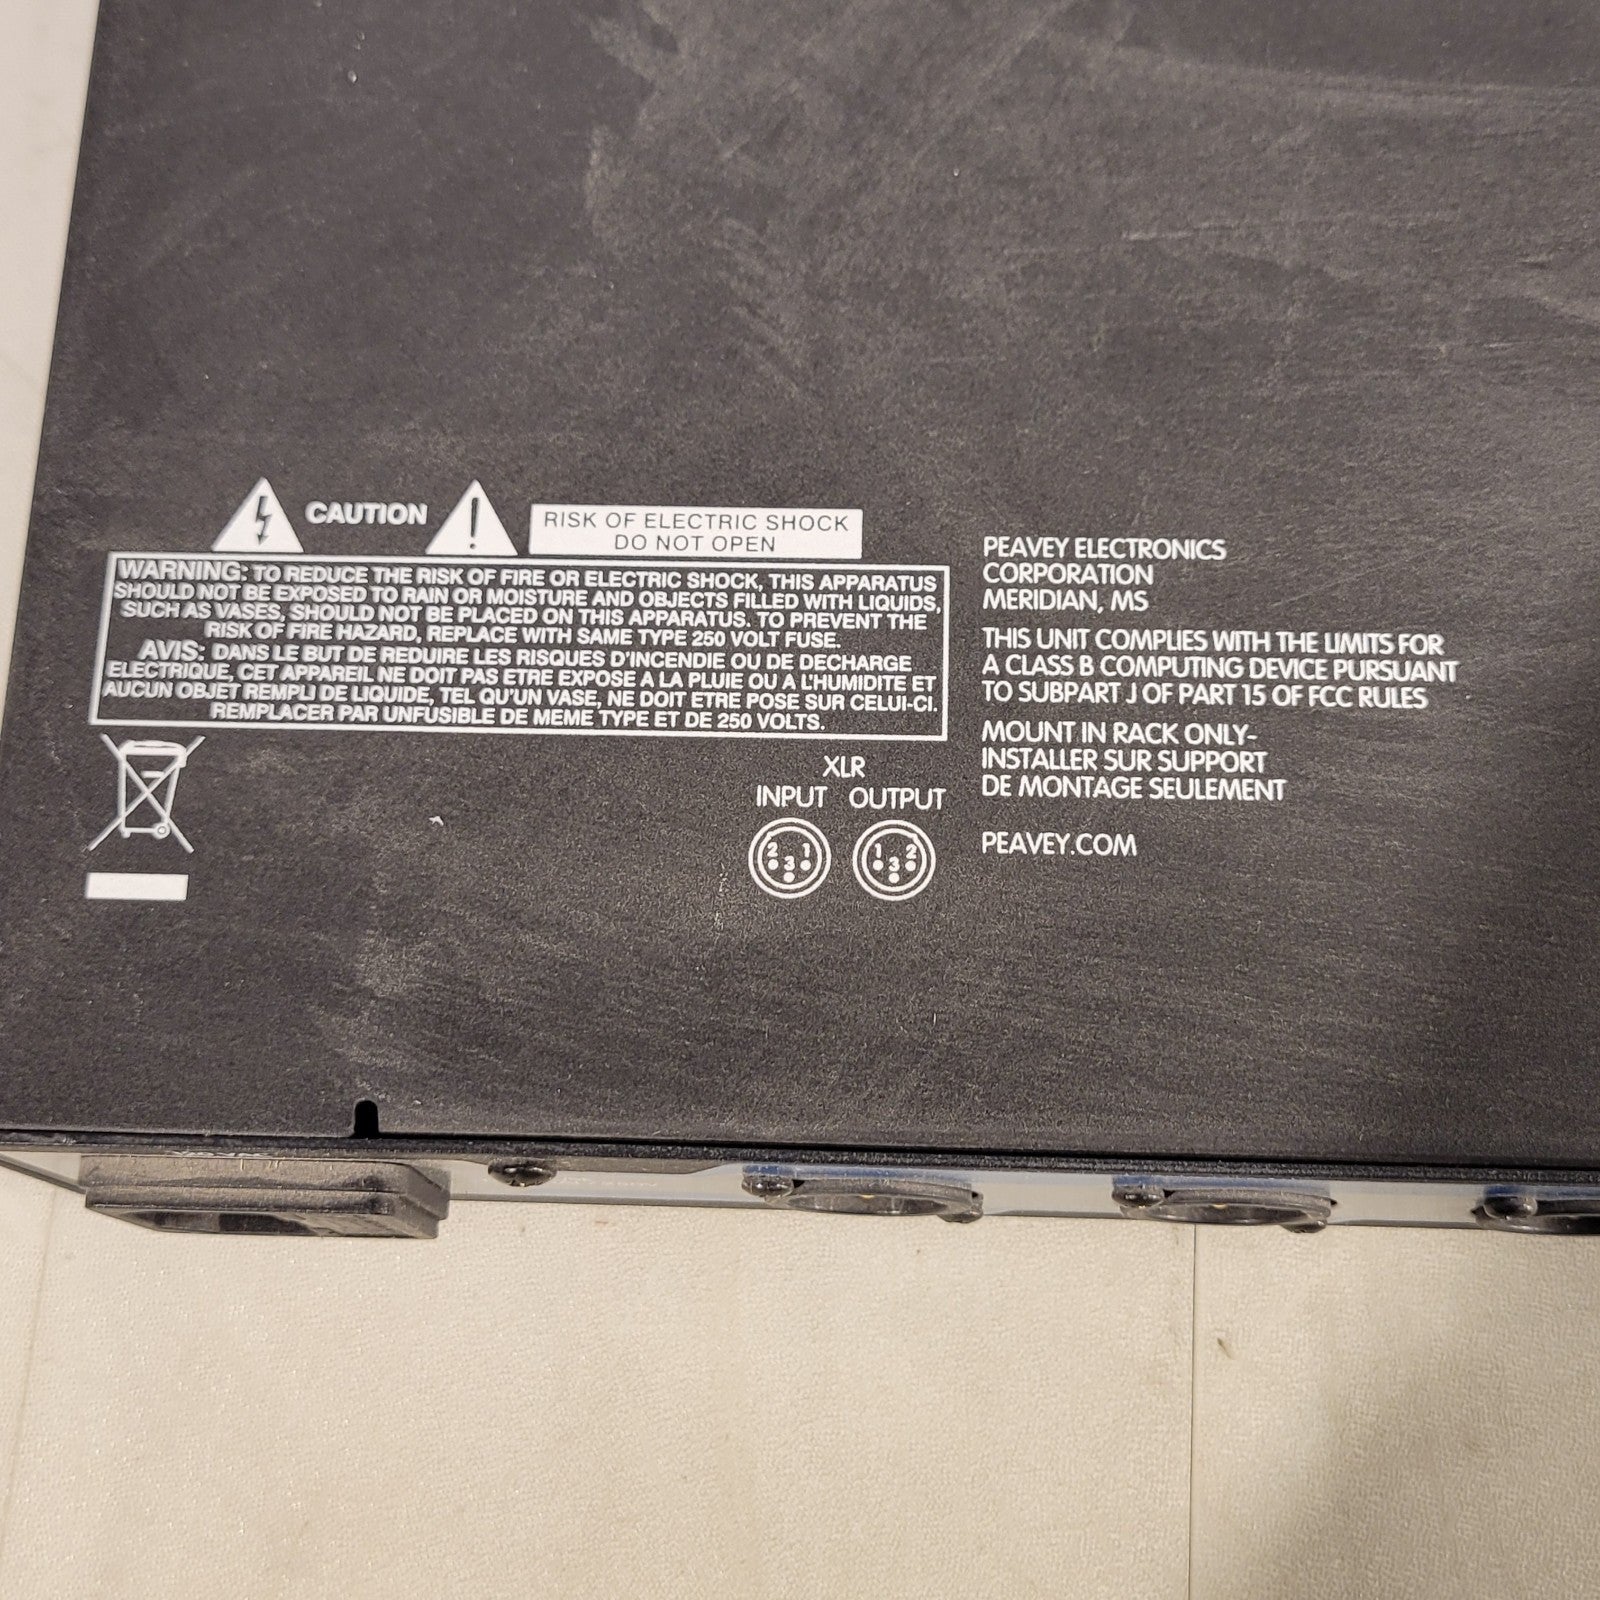 CAUTION
RISK OF ELECTRIC SHOCK
DO NOT OPEN
WARNING: TO REDUCE THE RISK OF FIRE OR ELECTRIC SHOCK, THIS APPARATUS
SHOULD NOT BE EXPOSED TO RAIN OR MOISTURE AND OBJECTS FILLED WITH LIQUIDS,
SUCH AS VASES, SHOULD NOT BE PLACED ON THIS APPARATUS. TO PREVENT THE
RISK OF FIRE HAZARD, REPLACE WITH SAME TYPE 250 VOLT FUSE.
AVIS: DANS LE BUT DE REDUIRE LES RISQUES D'INCENDIE OU DE DECHARGE
ELECTRIQUE, CET APPAREIL NE DOIT PAS ETRE EXPOSE A LA PLUIE OU A L'HUMIDITE ET
AUCUN OBJET REMPLI DE LIQUIDE, TEL QU'UN VASE, NE DOIT ETRE POSE SUR CELUI-CI.
REMPLACER PAR UNFUSIBLE DE MEME TYPE ET DE 250 VOLTS.
XLR
INPUT OUTPUT
2 1
3
1 2
3
PEAVEY ELECTRONICS
CORPORATION
MERIDIAN, MS
THIS UNIT COMPLIES WITH THE LIMITS FOR
A CLASS B COMPUTING DEVICE PURSUANT
TO SUBPART J OF PART 15 OF FCC RULES
MOUNT IN RACK ONLY-
INSTALLER SUR SUPPORT
DE MONTAGE SEULEMENT
PEAVEY.COM